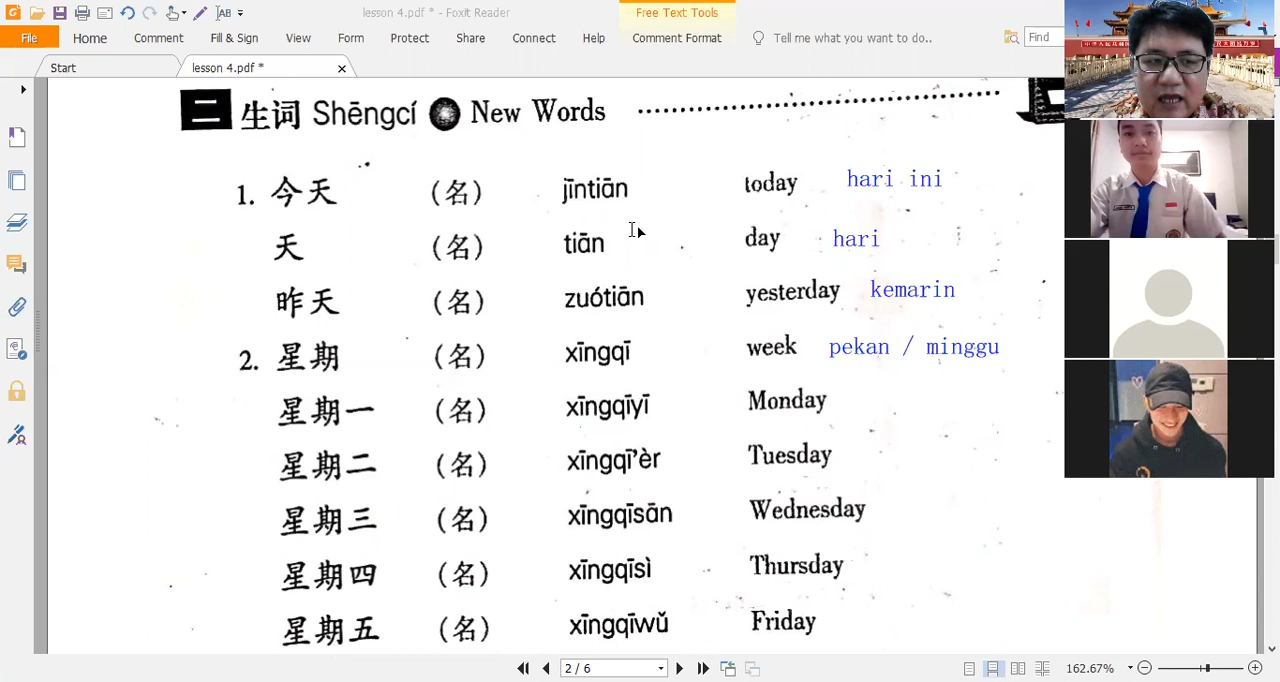 lesson 4.pdf * - Foxit Reader
Free Text Tools
File Home Comment Fill & Sign View Form Protect Share Connect Help Comment Format Tell me what you want to do.. Find
Start lesson 4.pdf *
二 生词 Shēngcí New Words
1. 今天 (名) jīntiān today hari ini
天 (名) tiān day hari
昨天 (名) zuótiān yesterday kemarin
2. 星期 (名) xīngqī week pekan / minggu
星期一 (名) xīngqīyī Monday
星期二 (名) xīngqī'èr Tuesday
星期三 (名) xīngqīsān Wednesday
星期四 (名) xīngqīsì Thursday
星期五 (名) xīngqīwǔ Friday
2 / 6 162.67%